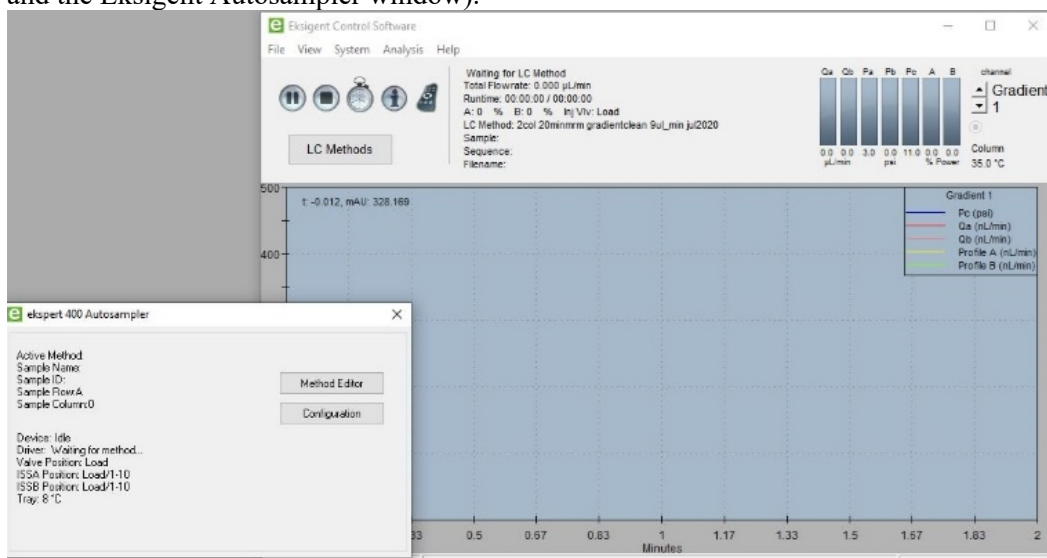 and the Eksigent Autosampler window).
Eksigent Control Software
File View System Analysis Help
Waiting for LC Method
Total Flowrate: 0.000 µL/min
Runtime: 00:00:00 / 00:00:00
A: 0 % B: 0 % Inj Vlv: Load
LC Method: 2col 20minmrm gradientclean 9ul_min jul2020
Sample:
Sequence:
Filename:
LC Methods
Qa Qb Pa Pb Pc A B
0.0 0.0 3.0 0.0 11.0 0.0 0.0
µL/min psi % Power
channel
Gradient
1
Column
35.0 °C
t: -0.012, mAU: 328.169
Gradient 1
Pc (psi)
Qa (nL/min)
Qb (nL/min)
Profile A (nL/min)
Profile B (nL/min)
500
400
ekspert 400 Autosampler
Active Method:
Sample Name:
Sample ID:
Sample Row:A
Sample Column:0
Method Editor
Configuration
Device: Idle
Driver: Waiting for method...
Valve Position: Load
ISSA Position: Load/1-10
ISSB Position: Load/1-10
Tray: 8 °C
33 0.5 0.67 0.83 1 1.17 1.33 1.5 1.67 1.83 2
Minutes